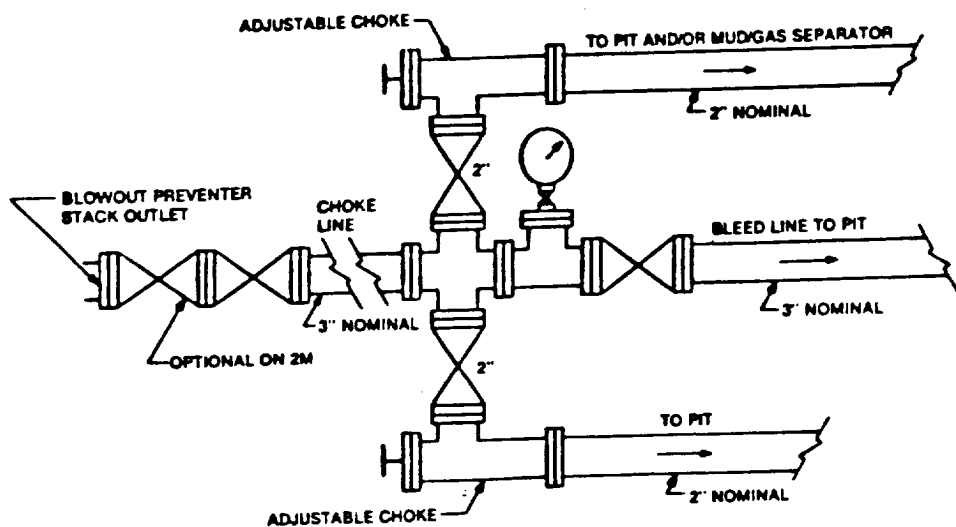 ADJUSTABLE CHOKE
TO PIT AND/OR MUD/GAS SEPARATOR
2" NOMINAL
2"
BLOWOUT PREVENTER
STACK OUTLET
CHOKE
LINE
BLEED LINE TO PIT
3" NOMINAL
3" NOMINAL
OPTIONAL ON 2M
2"
TO PIT
2" NOMINAL
ADJUSTABLE CHOKE